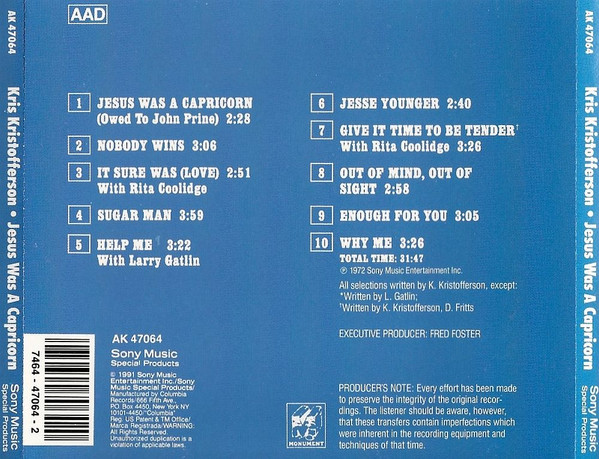 AAD
AK 47064
Kris Kristofferson • Jesus Was A Capricorn
Sony Music
Special Products
1 JESUS WAS A CAPRICORN
(Owed To John Prine) 2:28
2 NOBODY WINS 3:06
3 IT SURE WAS (LOVE) 2:51
With Rita Coolidge
4 SUGAR MAN 3:59
5 HELP ME * 3:22
With Larry Gatlin
6 JESSE YOUNGER 2:40
7 GIVE IT TIME TO BE TENDER†
With Rita Coolidge 3:26
8 OUT OF MIND, OUT OF
SIGHT 2:58
9 ENOUGH FOR YOU 3:05
10 WHY ME 3:26
TOTAL TIME: 31:47
℗ 1972 Sony Music Entertainment Inc.
All selections written by K. Kristofferson, except:
*Written by L. Gatlin;
†Written by K. Kristofferson, D. Fritts
EXECUTIVE PRODUCER: FRED FOSTER
7464 - 47064 - 2
AK 47064
Sony Music
Special Products
© 1991 Sony Music
Entertainment Inc./Sony
Music Special Products/
Manufactured by Columbia
Records/666 Fifth Ave.,
P.O. Box 4450, New York NY
10101-4450/"Columbia"
Reg. US Patent & TM Office/
Marca Registrada/WARNING:
All Rights Reserved.
Unauthorized duplication is a
violation of applicable laws.
MONUMENT
PRODUCER'S NOTE: Every effort has been made
to preserve the integrity of the original recor-
dings. The listener should be aware, however,
that these transfers contain imperfections which
were inherent in the recording equipment and
techniques of that time.
AK 47064
Kris Kristofferson • Jesus Was A Capricorn
Sony Music
Special Products